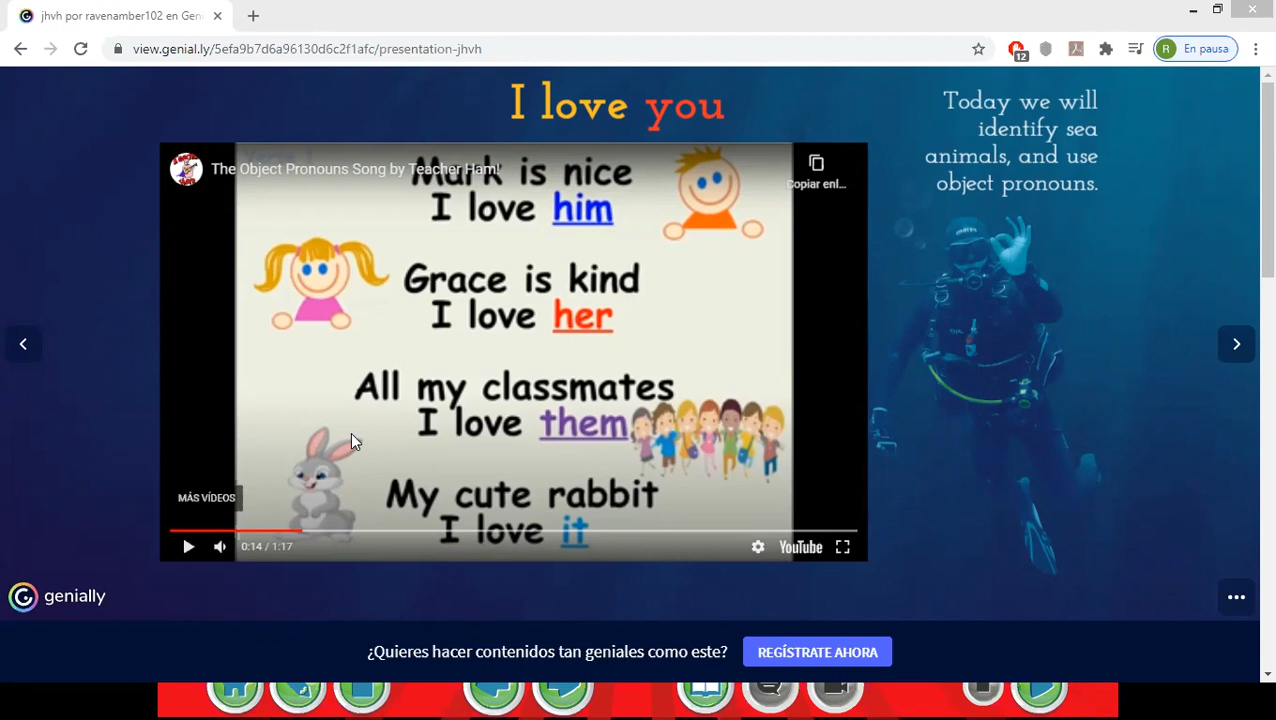 jhvh por ravenamber102 en Geni
view.genial.ly/5efa9b7d6a96130d6c2f1afc/presentation-jhvh
12
R
En pausa
I love you
Today we will
identify sea
animals, and use
object pronouns.
The Object Pronouns Song by Teacher Ham!
Copiar enl...
Mark is nice
I love him
Grace is kind
I love her
All my classmates
I love them
My cute rabbit
I love it
MÁS VÍDEOS
0:14 / 1:17
YouTube
genially
¿Quieres hacer contenidos tan geniales como este?
REGÍSTRATE AHORA